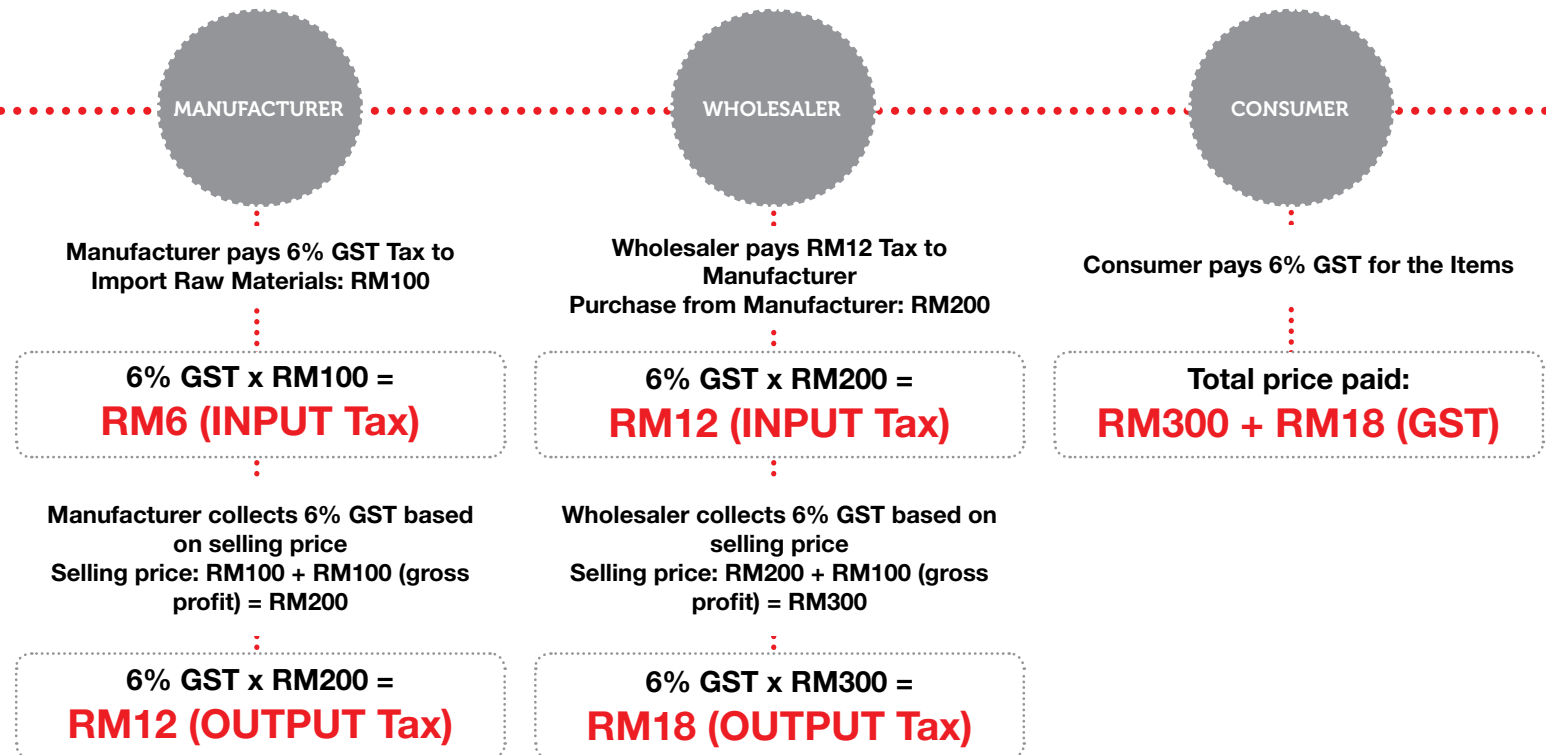 MANUFACTURER
Manufacturer pays 6% GST Tax to
Import Raw Materials: RM100
6% GST x RM100 =
RM6 (INPUT Tax)
Manufacturer collects 6% GST based
on selling price
Selling price: RM100 + RM100 (gross
profit) = RM200
6% GST x RM200 =
RM12 (OUTPUT Tax)
WHOLESALER
Wholesaler pays RM12 Tax to
Manufacturer
Purchase from Manufacturer: RM200
6% GST x RM200 =
RM12 (INPUT Tax)
Wholesaler collects 6% GST based on
selling price
Selling price: RM200 + RM100 (gross
profit) = RM300
6% GST x RM300 =
RM18 (OUTPUT Tax)
CONSUMER
Consumer pays 6% GST for the Items
Total price paid:
RM300 + RM18 (GST)